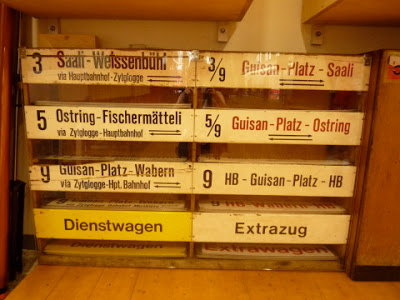 3 Saali-Weissenbühl
via Hauptbahnhof-Zytglogge
3/9 Guisan-Platz-Saali
5 Ostring-Fischermätteli
via Zytglogge-Hauptbahnhof
5/9 Guisan-Platz-Ostring
9 Guisan-Platz-Wabern
via Zytglogge-Hpt.Bahnhof
9 HB-Guisan-Platz-HB
Dienstwagen
Extrazug
Extrawagen